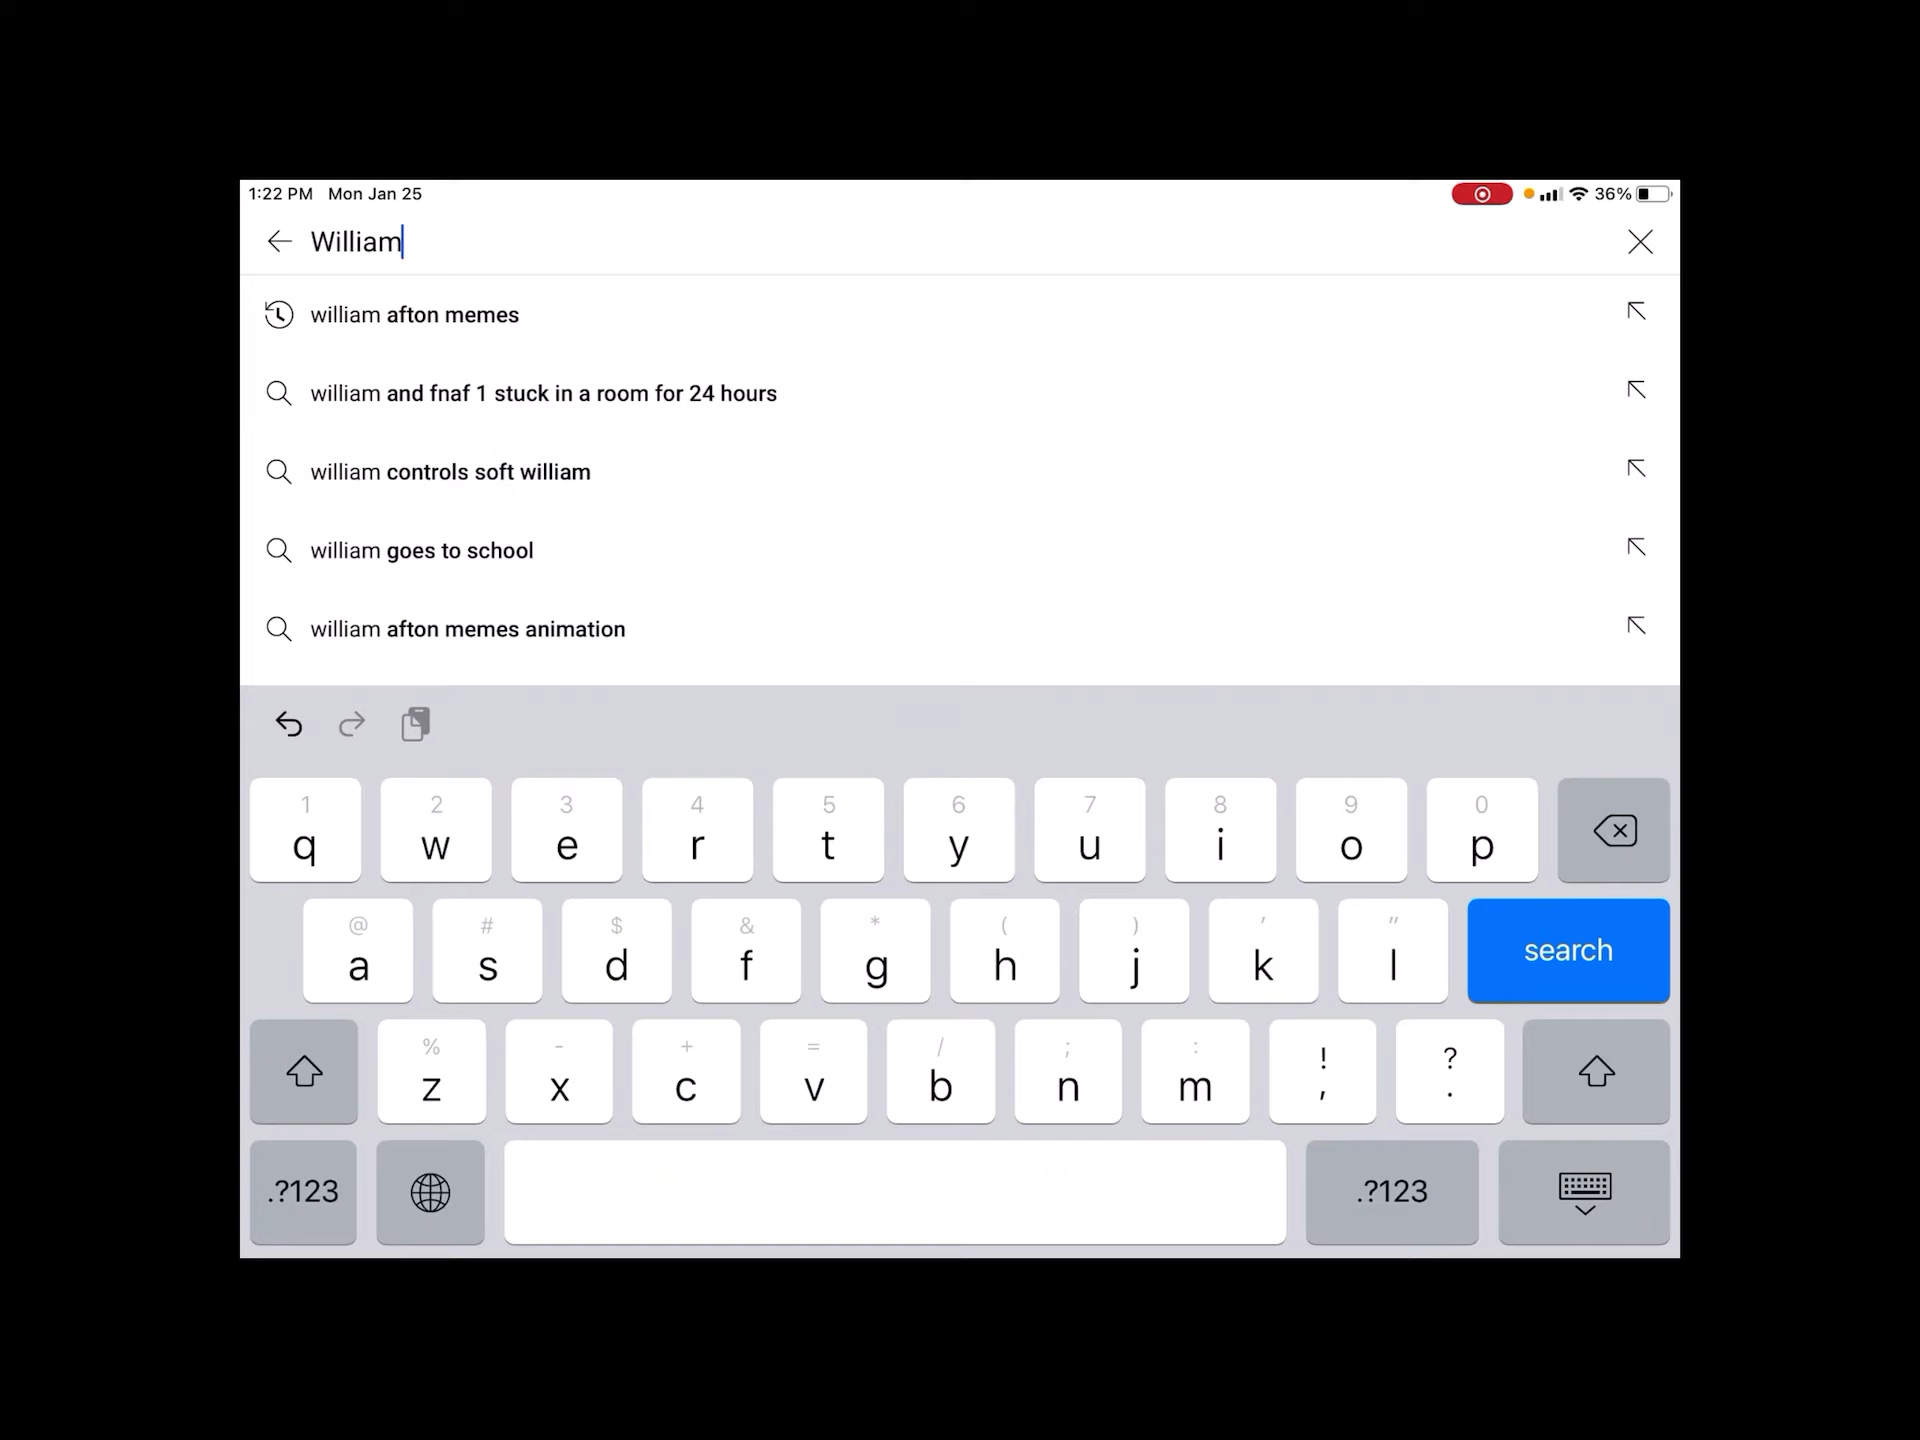 1:22 PM Mon Jan 25 36%
William
william afton memes
william and fnaf 1 stuck in a room for 24 hours
william controls soft william
william goes to school
william afton memes animation
1 2 3 4 5 6 7 8 9 0
q w e r t y u i o p
@ # $ & * ( ) ' "
a s d f g h j k l search
% - + = / ; : ! ?
z x c v b n m , .
.?123 .?123